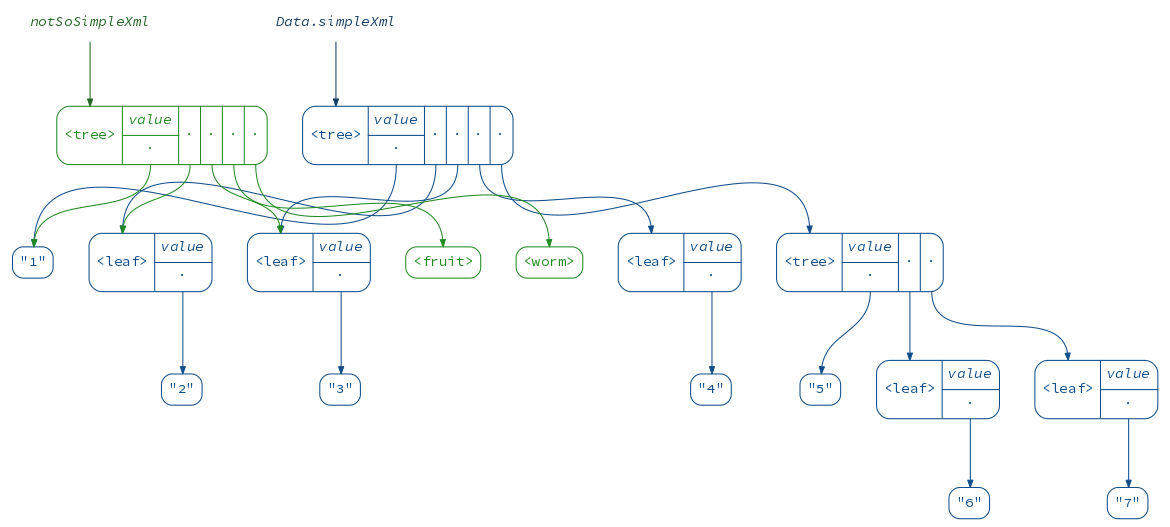 notSoSimpleXml
Data.simpleXml
<tree> value . . . . .
<tree> value . . . . .
"1"
<leaf> value .
<leaf> value .
<fruit>
<worm>
<leaf> value .
<tree> value . . .
"2"
"3"
"4"
"5"
<leaf> value .
<leaf> value .
"6"
"7"